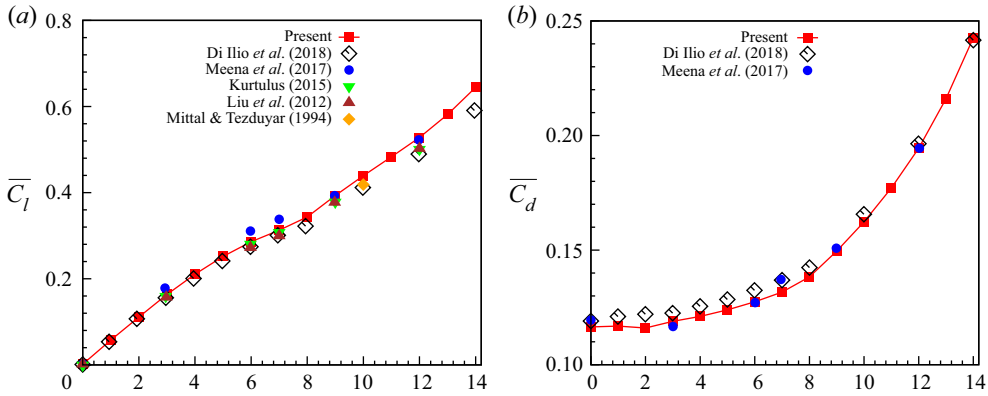 (a)
0.8
Present
Di Ilio et al. (2018)
Meena et al. (2017)
Kurtulus (2015)
Liu et al. (2012)
Mittal & Tezduyar (1994)
0.6
C_l
0.4
0.2
0 2 4 6 8 10 12 14
(b)
0.25
Present
Di Ilio et al. (2018)
Meena et al. (2017)
0.20
C_d
0.15
0.10
0 2 4 6 8 10 12 14